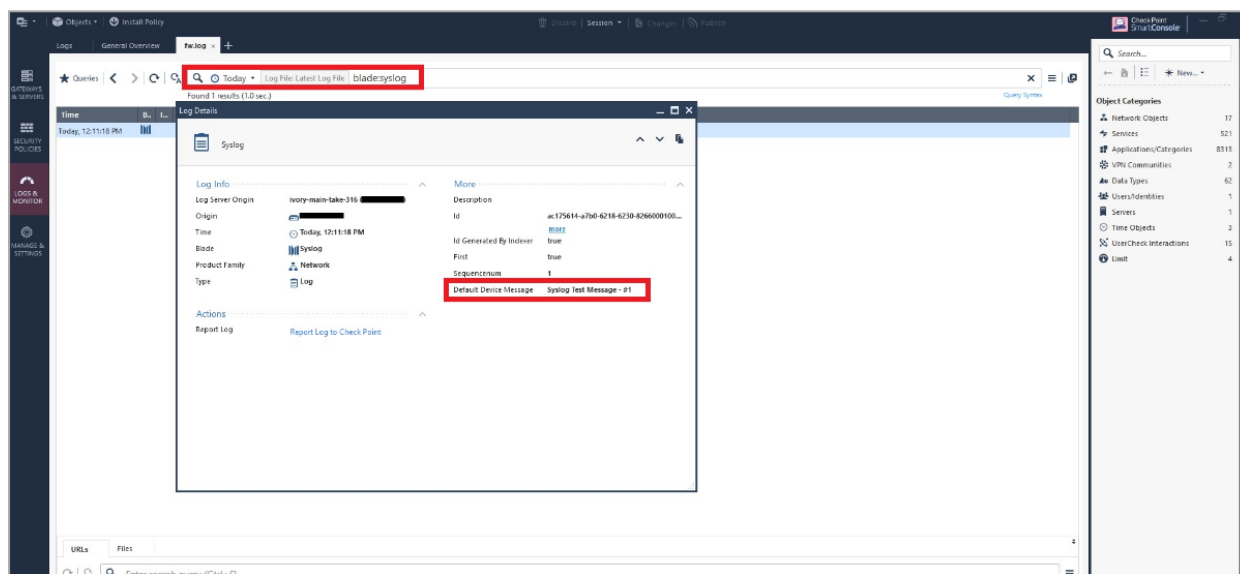 Objects
Install Policy
Discard
Session
Changes
Publish
Check Point
SmartConsole
Logs
General Overview
fw.log
Queries
Today
Log File: Latest Log File
blade:syslog
Found 1 results (1.0 sec.)
Query Syntax
GATEWAYS
& SERVERS
SECURITY
POLICIES
LOGS &
MONITOR
MANAGE &
SETTINGS
Time
Today, 12:11:18 PM
Log Details
Syslog
Log Info
Log Server Origin ivory-main-take-316 (
Origin
Time Today, 12:11:18 PM
Blade Syslog
Product Family Network
Type Log
Actions
Report Log Report Log to Check Point
More
Description
Id ac175614-a7b0-6218-6230-8266000100...
more
Id Generated By Indexer true
First true
Sequencenum 1
Default Device Message Syslog Test Message - #1
URLs
Files
Search...
New...
Object Categories
Network Objects 17
Services 521
Applications/Categories 8313
VPN Communities 2
Data Types 62
Users/Identities 1
Servers 1
Time Objects 3
UserCheck Interactions 15
Limit 4